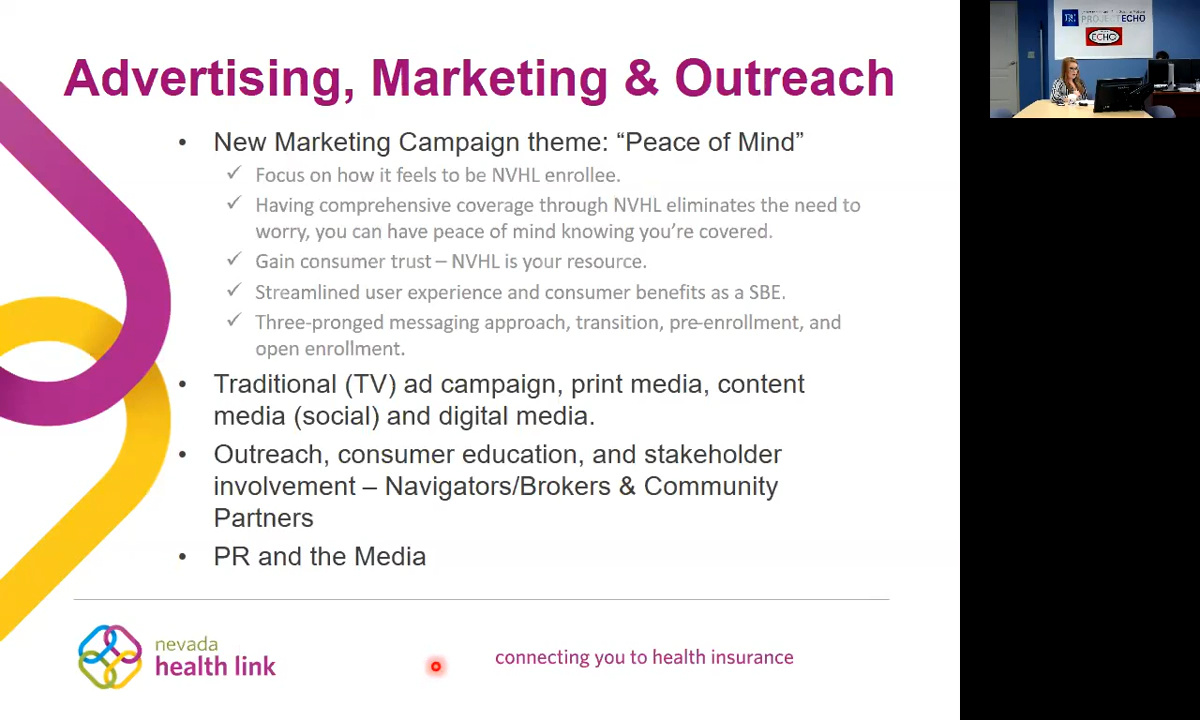 Advertising, Marketing & Outreach
• New Marketing Campaign theme: “Peace of Mind”
✓ Focus on how it feels to be NVHL enrollee.
✓ Having comprehensive coverage through NVHL eliminates the need to
worry, you can have peace of mind knowing you’re covered.
✓ Gain consumer trust – NVHL is your resource.
✓ Streamlined user experience and consumer benefits as a SBE.
✓ Three-pronged messaging approach, transition, pre-enrollment, and
open enrollment.
• Traditional (TV) ad campaign, print media, content
media (social) and digital media.
• Outreach, consumer education, and stakeholder
involvement – Navigators/Brokers & Community
Partners
• PR and the Media
nevada
health link
connecting you to health insurance
PROJECT ECHO
ECHO